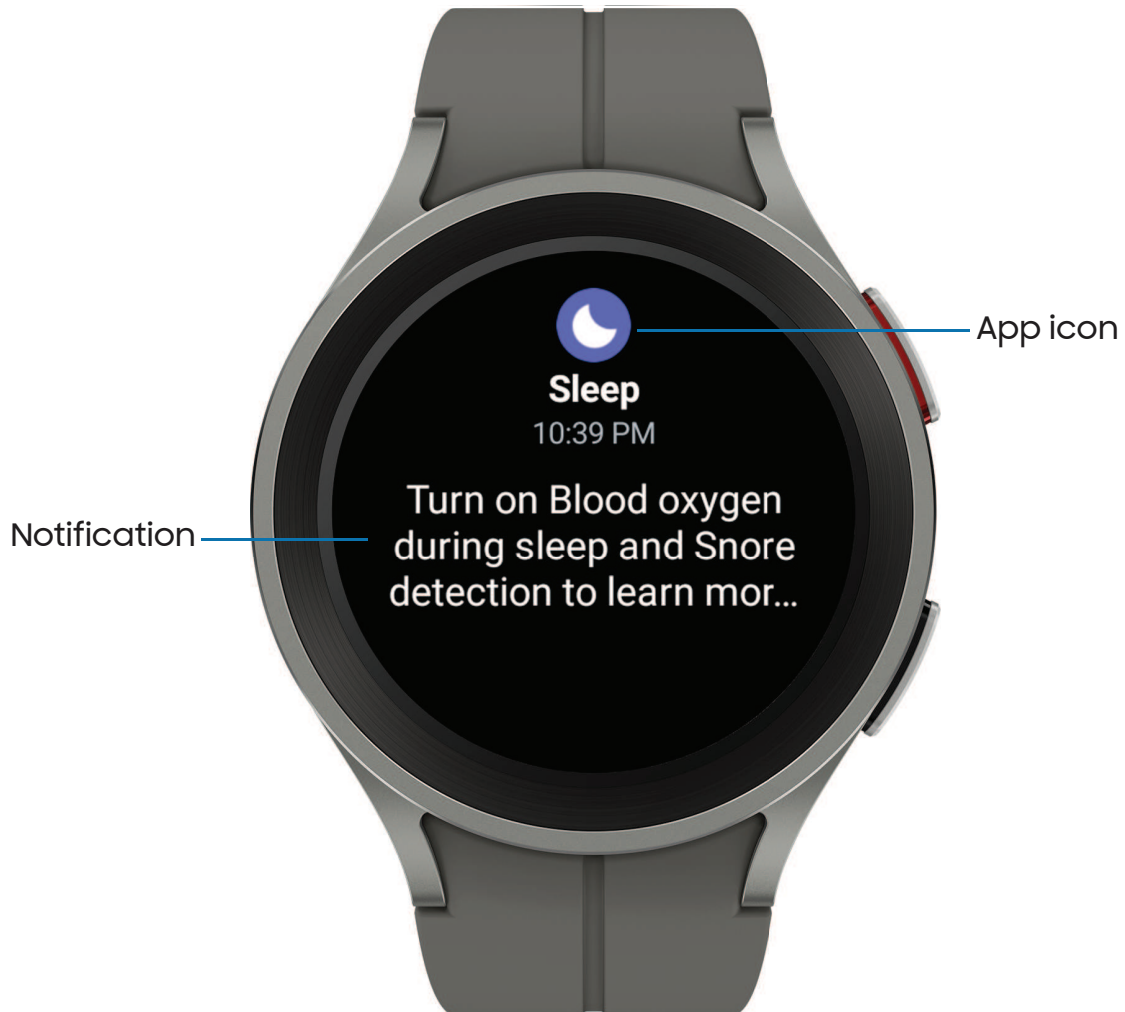 App icon
Sleep
10:39 PM
Notification
Turn on Blood oxygen
during sleep and Snore
detection to learn mor...